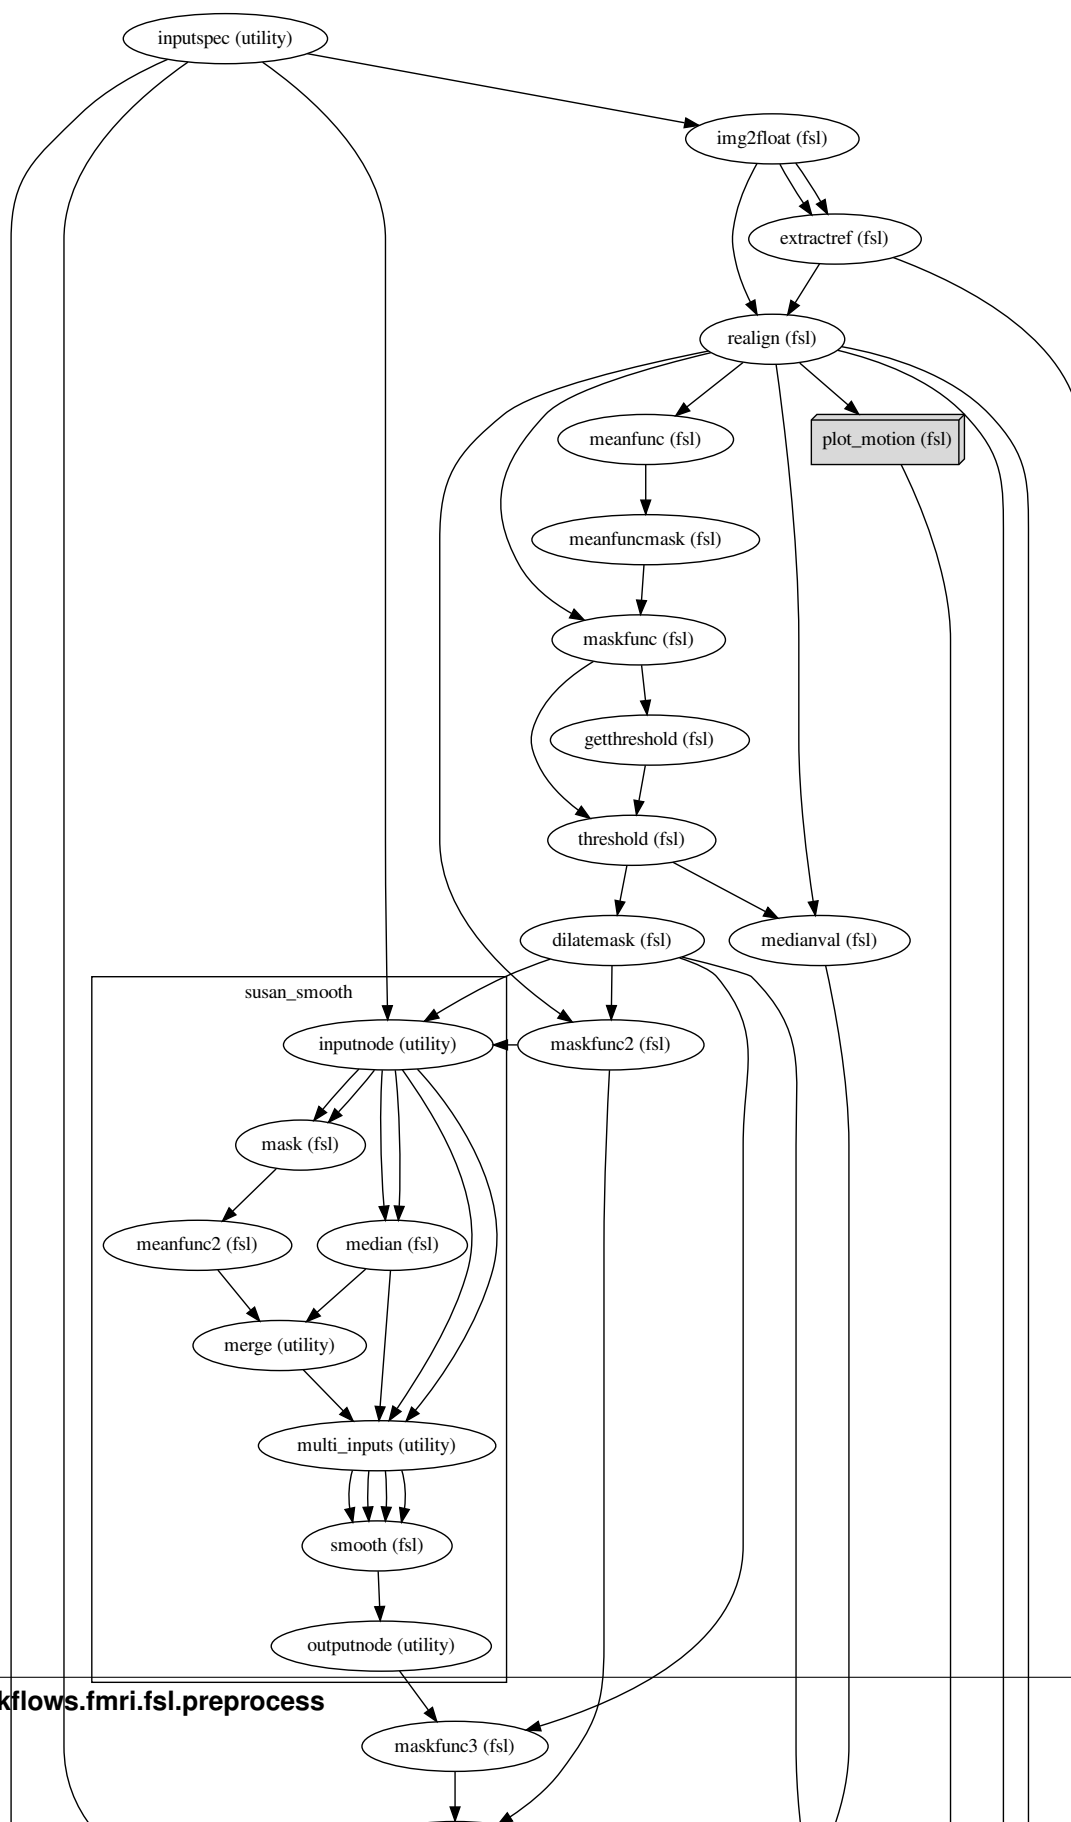 inputspec (utility)
img2float (fsl)
extractref (fsl)
realign (fsl)
meanfunc (fsl)
plot_motion (fsl)
meanfuncmask (fsl)
maskfunc (fsl)
getthreshold (fsl)
threshold (fsl)
dilatemask (fsl)
medianval (fsl)
susan_smooth
inputnode (utility)
maskfunc2 (fsl)
mask (fsl)
meanfunc2 (fsl)
median (fsl)
merge (utility)
multi_inputs (utility)
smooth (fsl)
outputnode (utility)
kflows.fmri.fsl.preprocess
maskfunc3 (fsl)